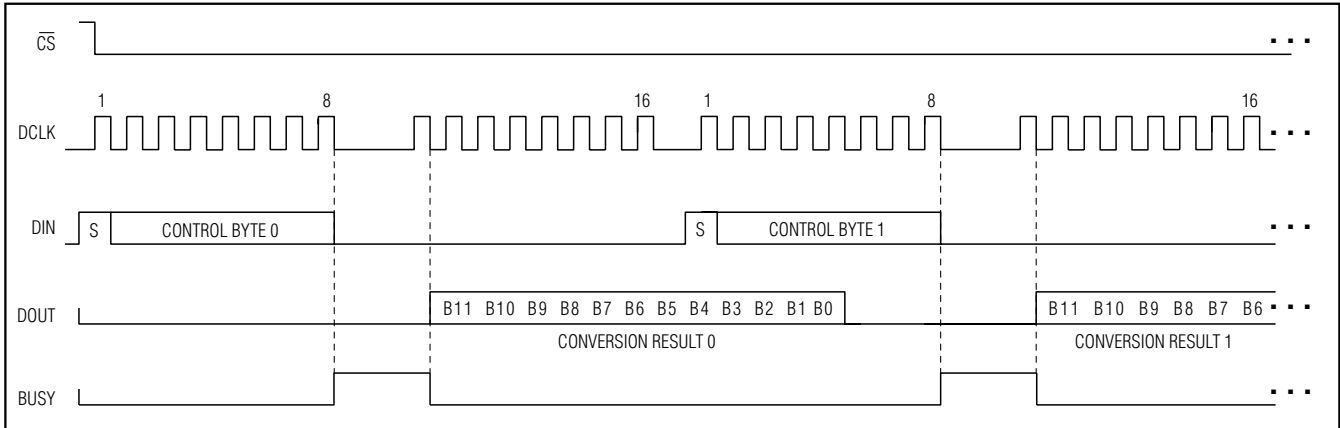 CS
...
1 8 16 1 8 16
DCLK
...
DIN S CONTROL BYTE 0 S CONTROL BYTE 1
...
DOUT B11 B10 B9 B8 B7 B6 B5 B4 B3 B2 B1 B0 B11 B10 B9 B8 B7 B6
...
CONVERSION RESULT 0 CONVERSION RESULT 1
BUSY
...